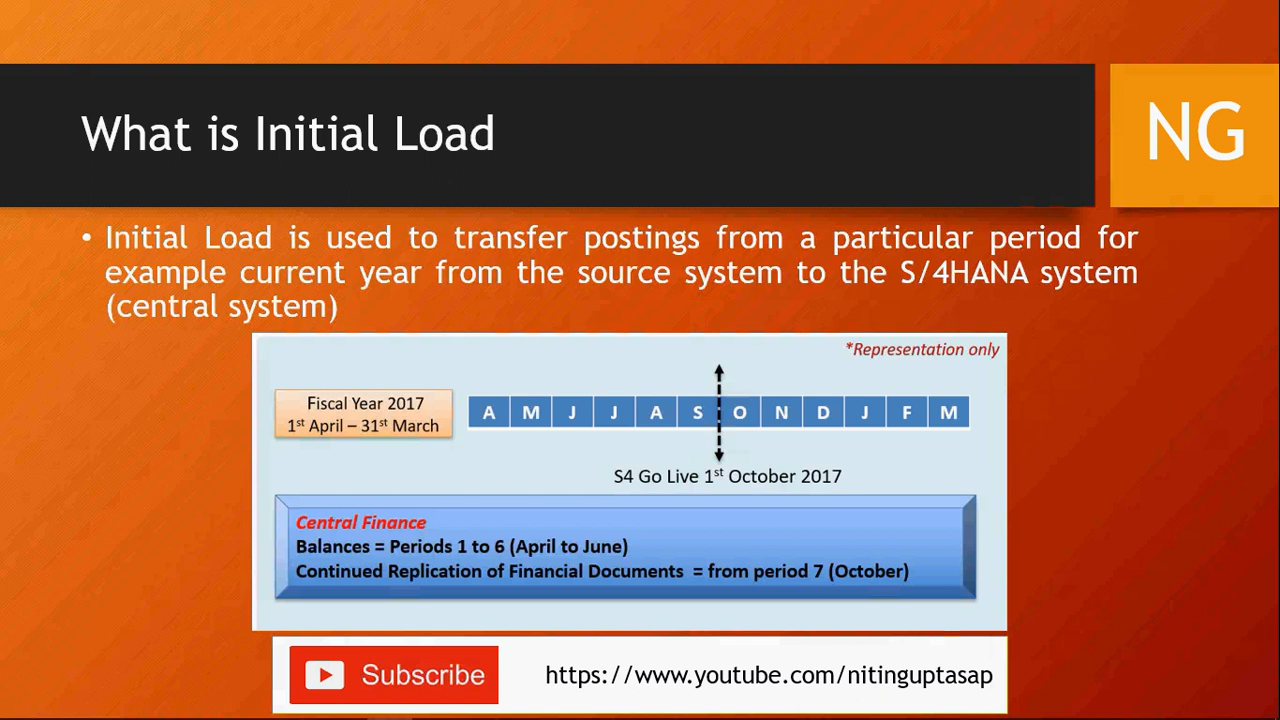 What is Initial Load
NG
• Initial Load is used to transfer postings from a particular period for
example current year from the source system to the S/4HANA system
(central system)
*Representation only
Fiscal Year 2017
1st April – 31st March
A M J J A S O N D J F M
S4 Go Live 1st October 2017
Central Finance
Balances = Periods 1 to 6 (April to June)
Continued Replication of Financial Documents = from period 7 (October)
Subscribe
https://www.youtube.com/nitinguptasap